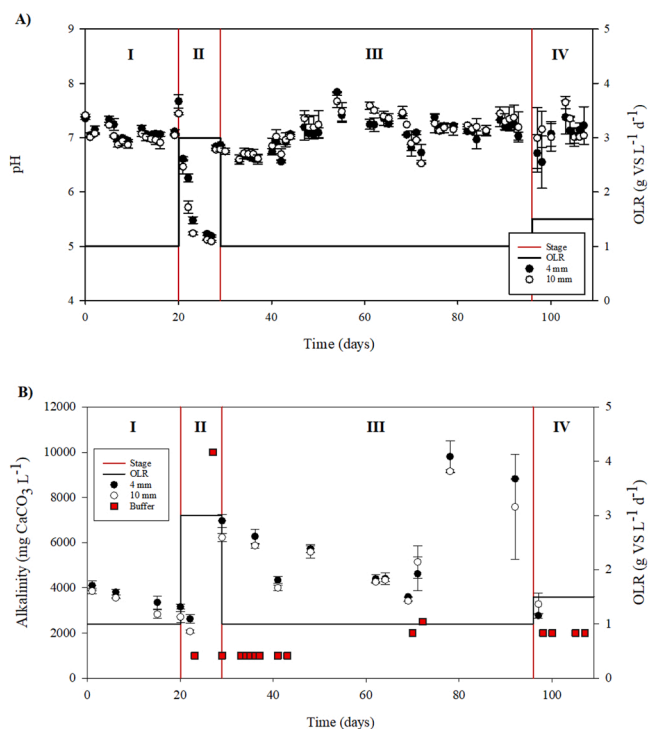 A)
9
8
7
6
5
4
pH
I
II
III
IV
5
4
3
2
1
0
OLR (g VS L⁻¹ d⁻¹)
Stage
OLR
4 mm
10 mm
0
20
40
60
80
100
Time (days)
B)
12000
10000
8000
6000
4000
2000
0
Alkalinity (mg CaCO₃ L⁻¹)
I
II
III
IV
5
4
3
2
1
0
OLR (g VS L⁻¹ d⁻¹)
Stage
OLR
4 mm
10 mm
Buffer
0
20
40
60
80
100
Time (days)